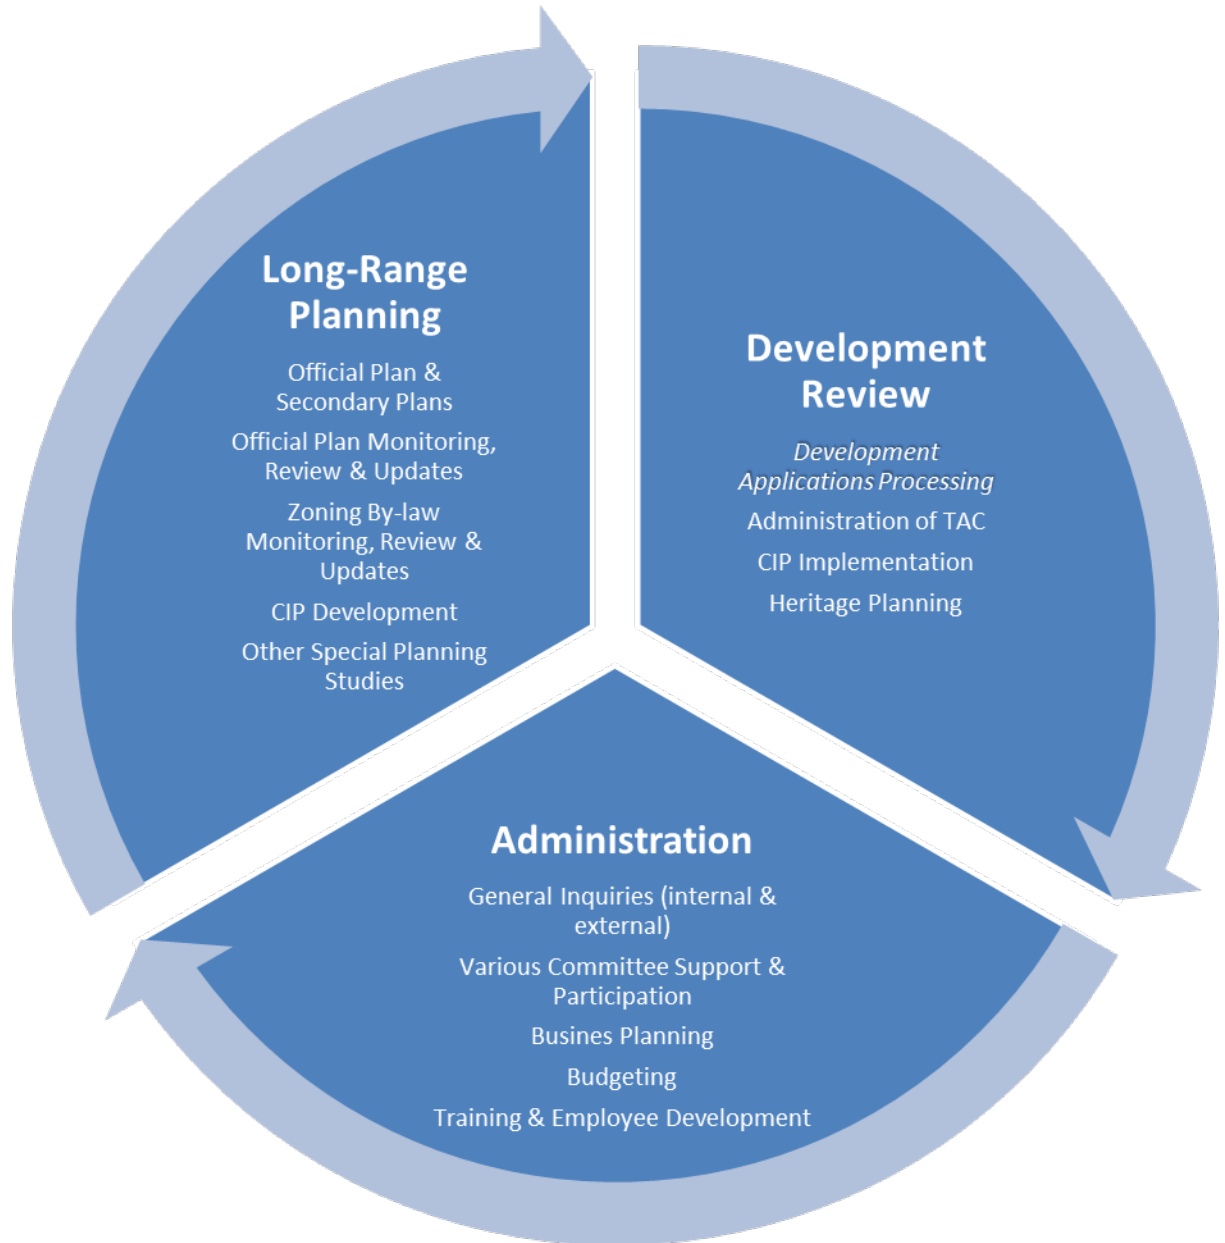 Long-Range
Planning
Official Plan &
Secondary Plans
Official Plan Monitoring,
Review & Updates
Zoning By-law
Monitoring, Review &
Updates
CIP Development
Other Special Planning
Studies
Development
Review
Development
Applications Processing
Administration of TAC
CIP Implementation
Heritage Planning
Administration
General Inquiries (internal &
external)
Various Committee Support &
Participation
Busines Planning
Budgeting
Training & Employee Development